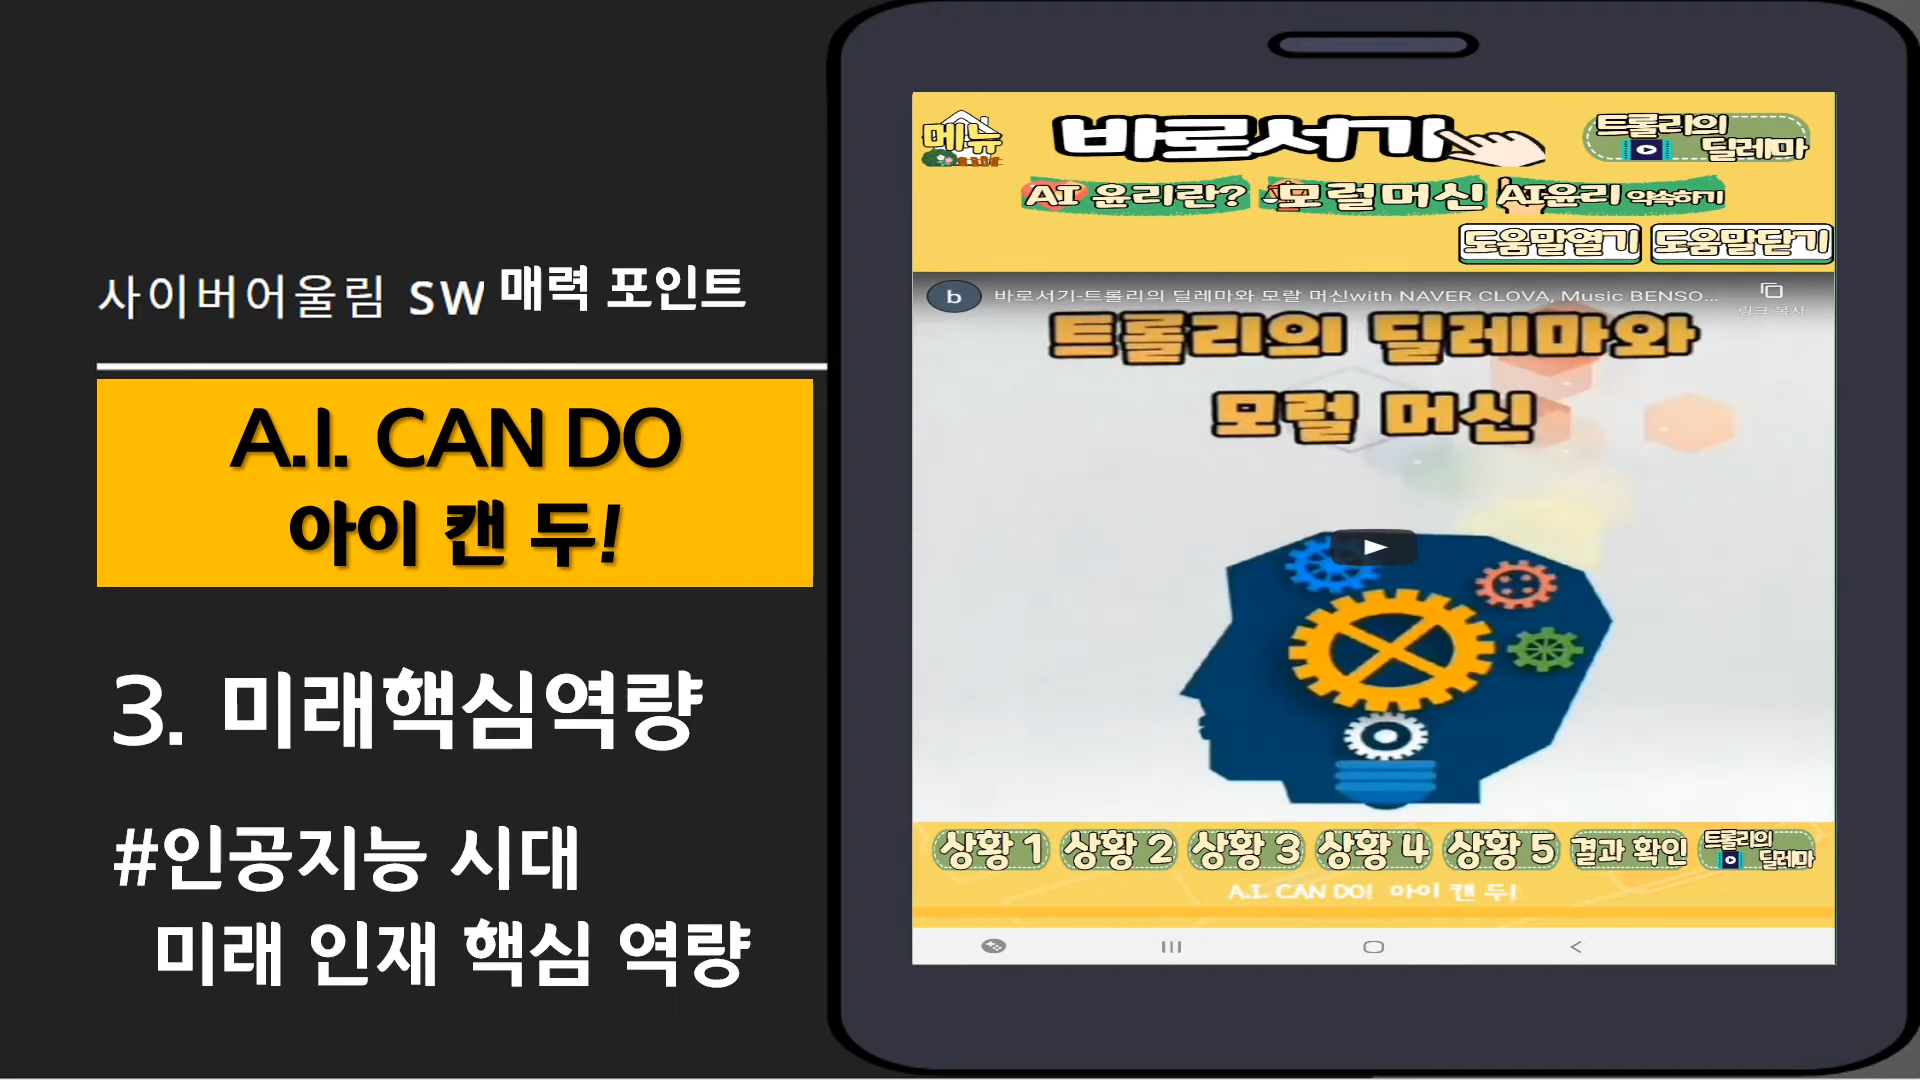 사이버어울림 SW 매력 포인트
A.I. CAN DO
아이 캔 두!
3. 미래핵심역량
#인공지능 시대
미래 인재 핵심 역량
메뉴
바로서기
트롤리의
딜레마
AI 윤리란?
모럴머신
AI윤리 약속하기
도움말열기
도움말닫기
b
바로서기-트롤리의 딜레마와 모랄 머신with NAVER CLOVA, Music BENSO...
링크 복사
트롤리의 딜레마와
모럴 머신
상황 1
상황 2
상황 3
상황 4
상황 5
결과 확인
트롤리의
딜레마
A.I. CAN DO! 아이 캔 두!